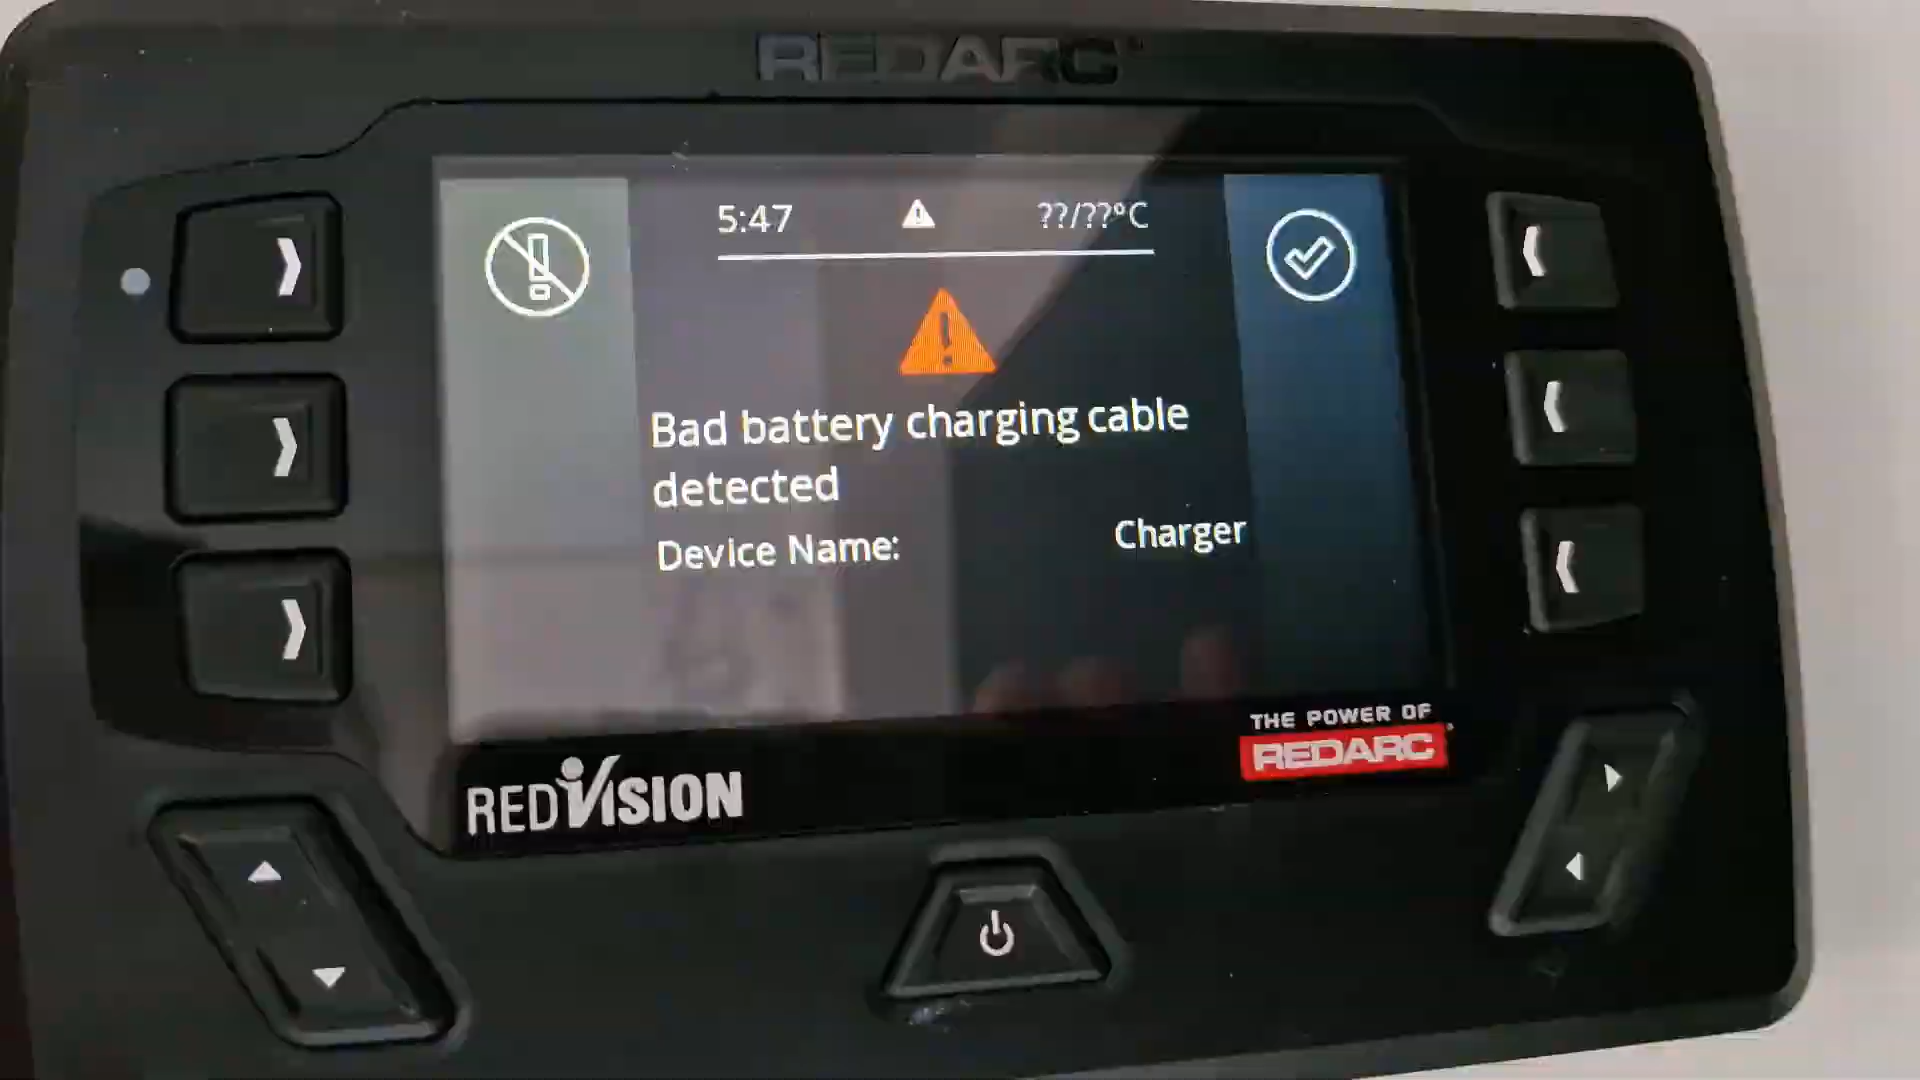 REDARC
5:47 ??/??°C
Bad battery charging cable
detected
Device Name: Charger
THE POWER OF
REDARC
REDVISION